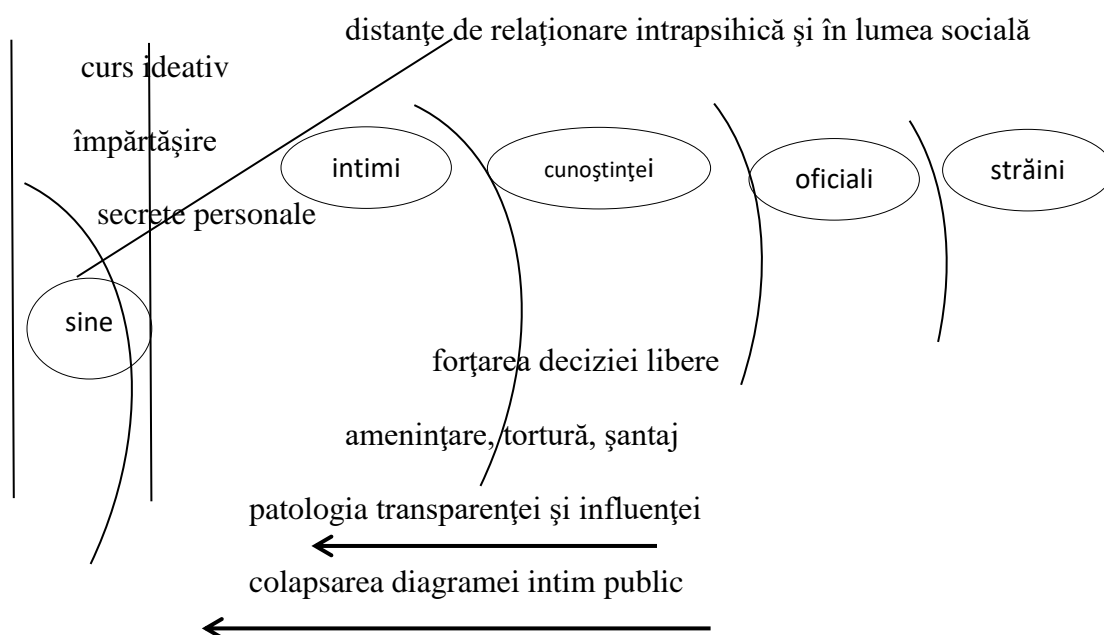 distanţe de relaţionare intrapsihică şi în lumea socială
curs ideativ
împărtăşire
intimi
cunoştinţei
oficiali
străini
secrete personale
sine
forţarea deciziei libere
ameninţare, tortură, şantaj
patologia transparenţei şi influenţei
colapsarea diagramei intim public